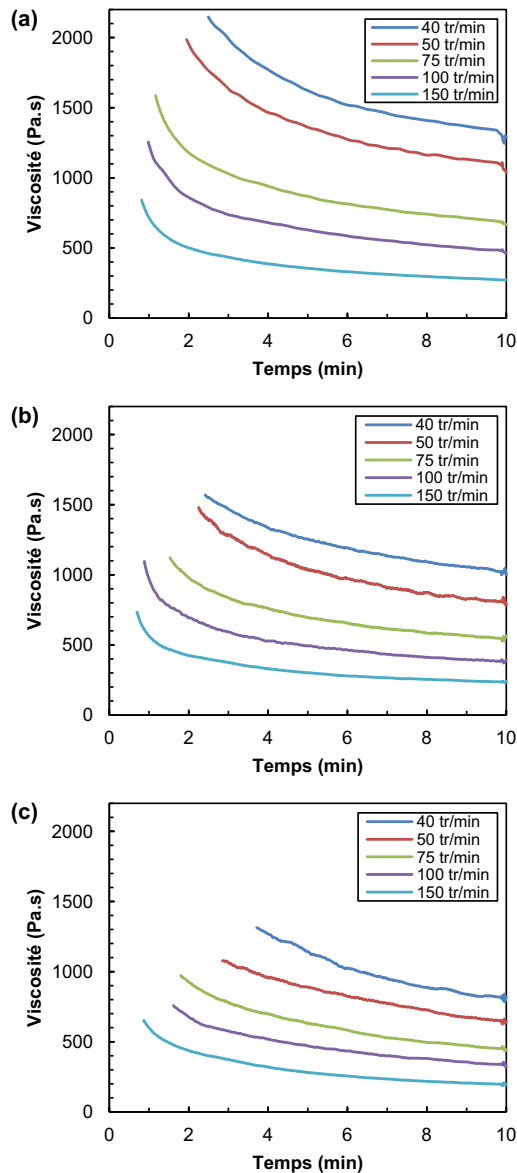 (a)
2000
1500
1000
500
0
Viscosité (Pa.s)
40 tr/min
50 tr/min
75 tr/min
100 tr/min
150 tr/min
0 2 4 6 8 10
Temps (min)
(b)
2000
1500
1000
500
0
Viscosité (Pa.s)
40 tr/min
50 tr/min
75 tr/min
100 tr/min
150 tr/min
0 2 4 6 8 10
Temps (min)
(c)
2000
1500
1000
500
0
Viscosité (Pa.s)
40 tr/min
50 tr/min
75 tr/min
100 tr/min
150 tr/min
0 2 4 6 8 10
Temps (min)